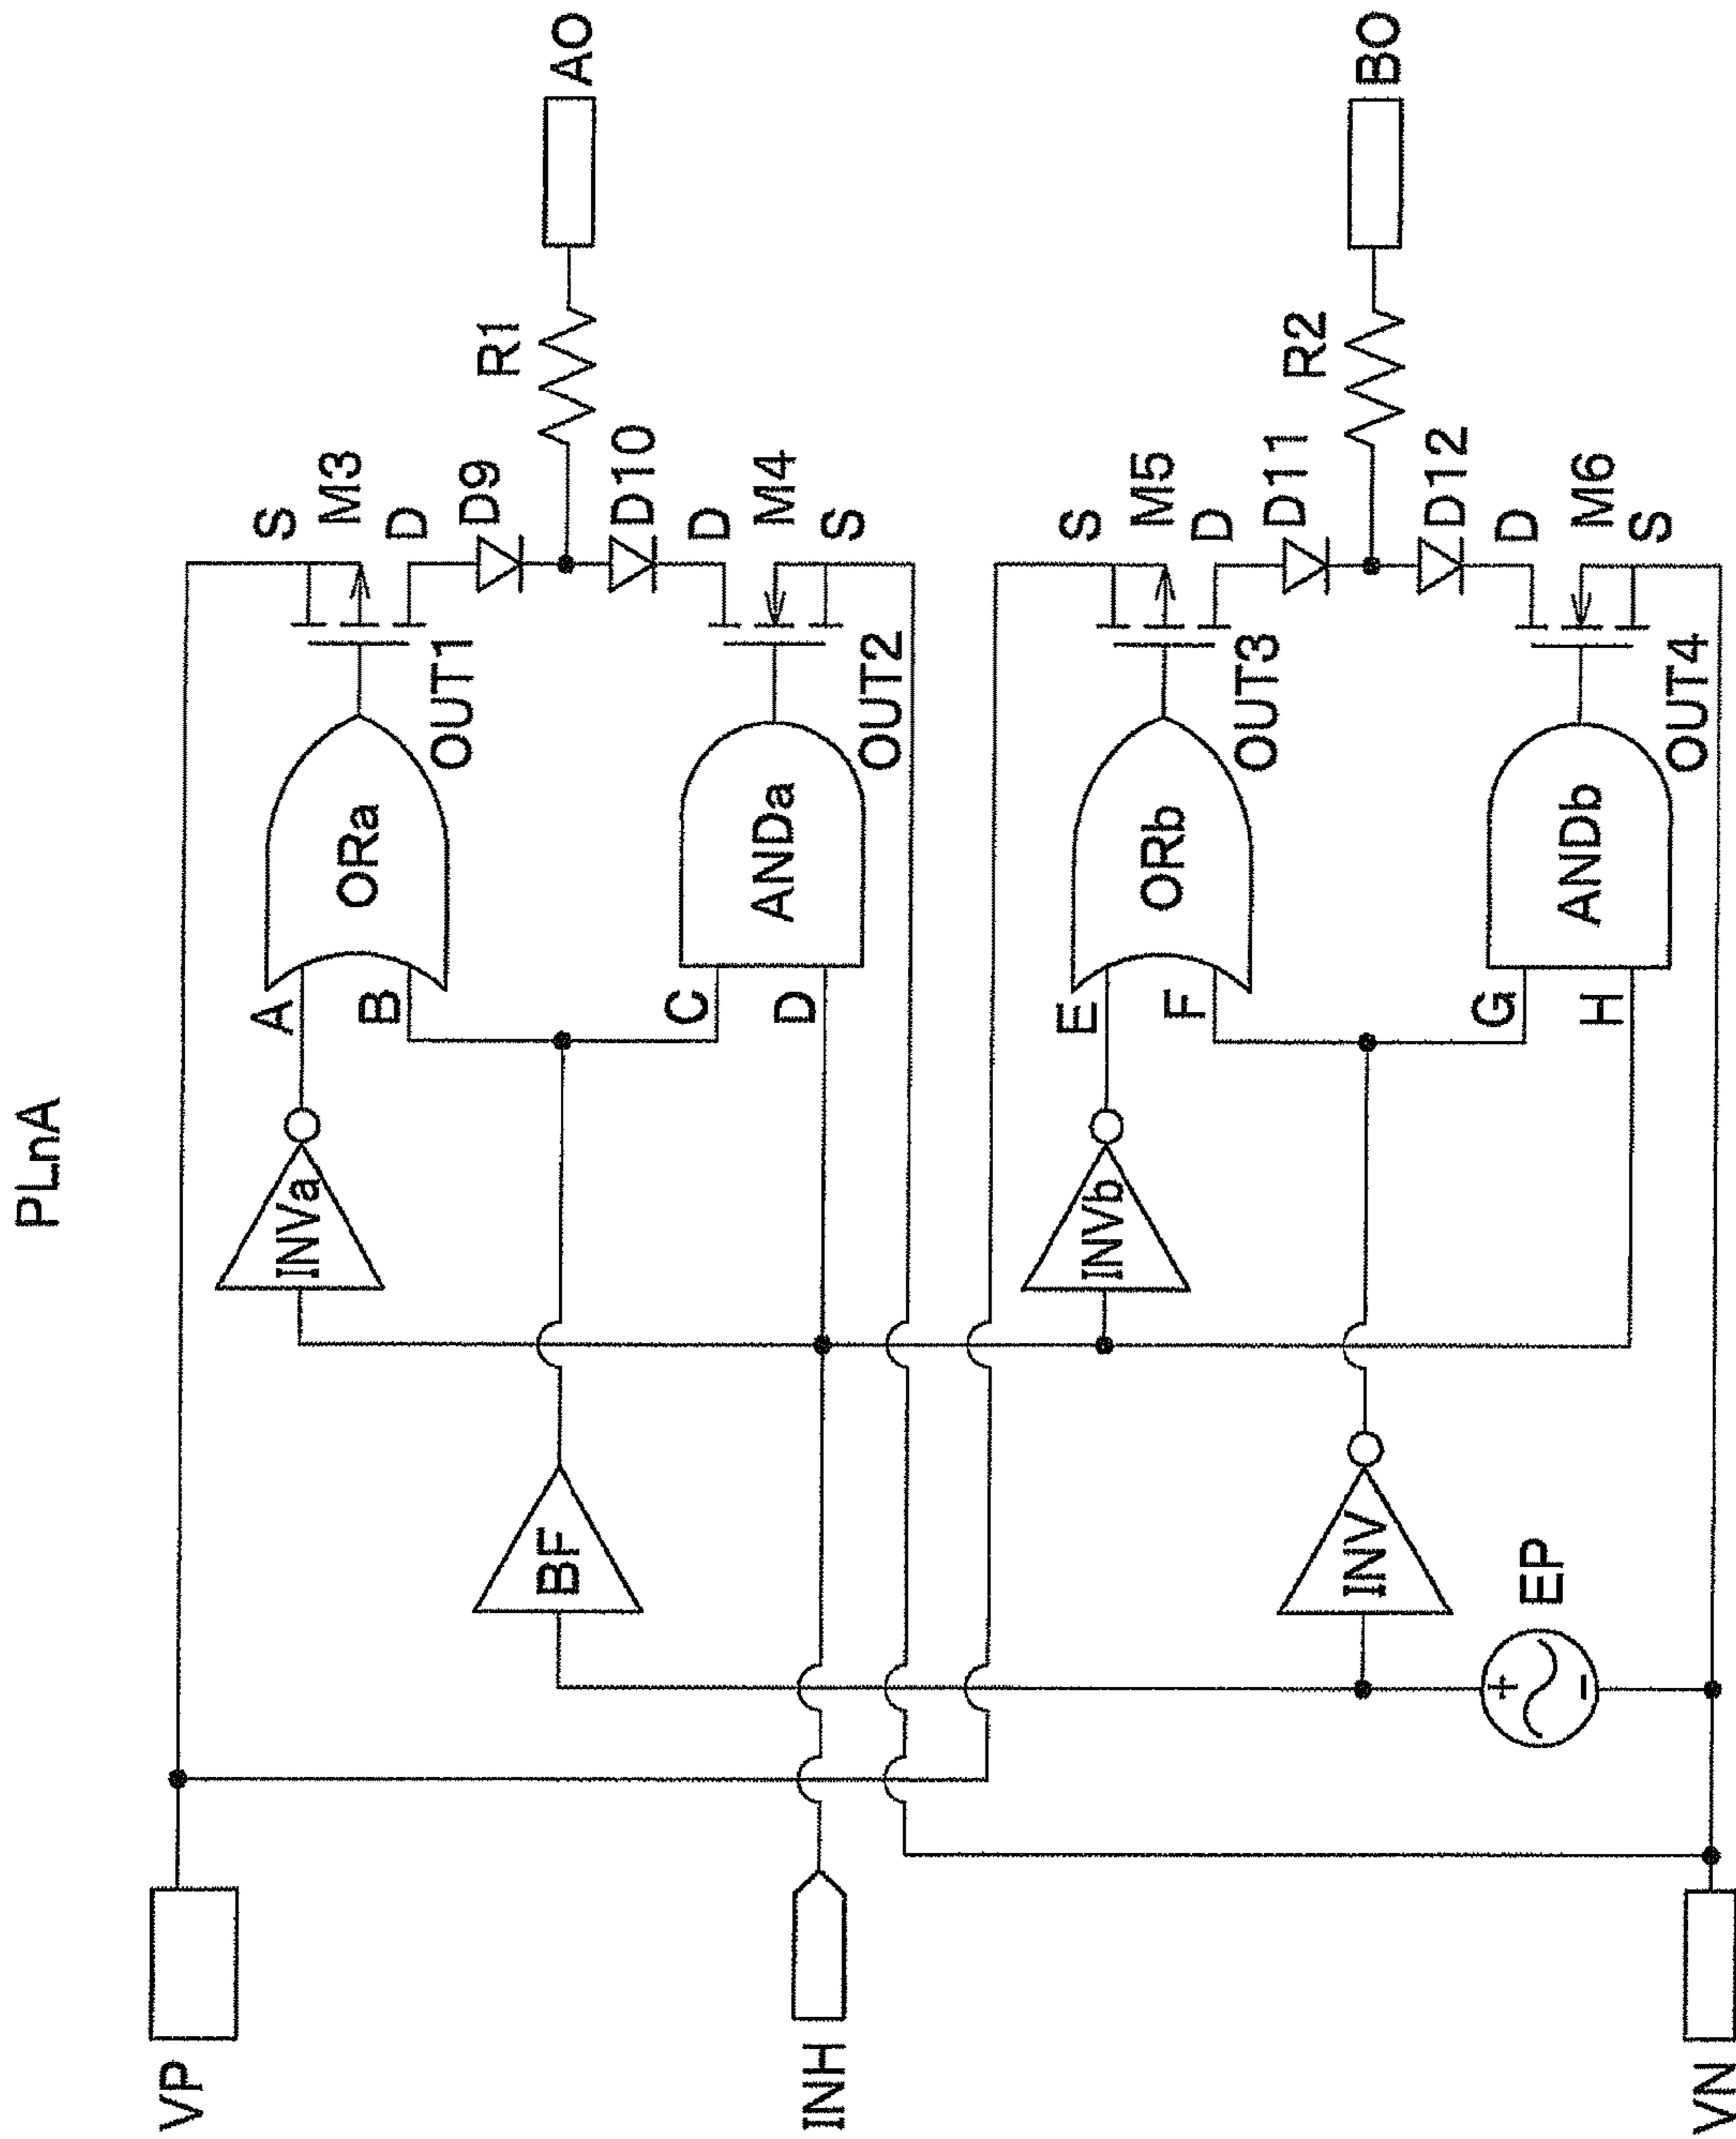 PLnA
VP
INH
VN
BF
INV
EP
+
-
INVa
INVb
A
B
C
D
E
F
G
H
ORa
ANDa
ORb
ANDb
OUT1
OUT2
OUT3
OUT4
S
M3
D
D9
D10
D
M4
S
S
M5
D
D11
D12
D
M6
S
R1
R2
AO
BO